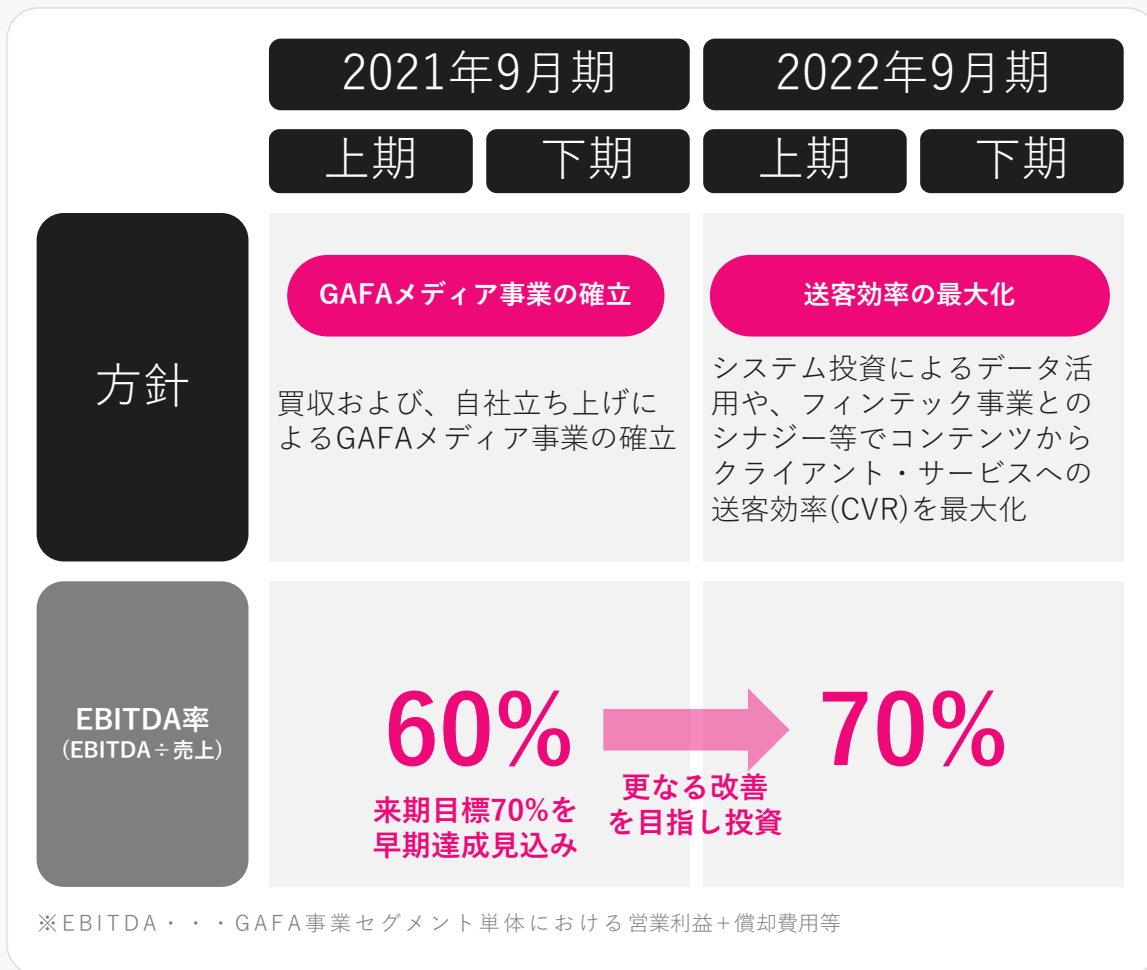 2021年9月期
2022年9月期
上期
下期
上期
下期
方針
GAFAメディア事業の確立
買収および、自社立ち上げに
よるGAFAメディア事業の確立
送客効率の最大化
システム投資によるデータ活
用や、フィンテック事業との
シナジー等でコンテンツから
クライアント・サービスへの
送客効率(CVR)を最大化
EBITDA率
(EBITDA÷売上)
60%
来期目標70%を
早期達成見込み
更なる改善
を目指し投資
70%
※EBITDA・・・GAFA事業セグメント単体における営業利益+償却費用等